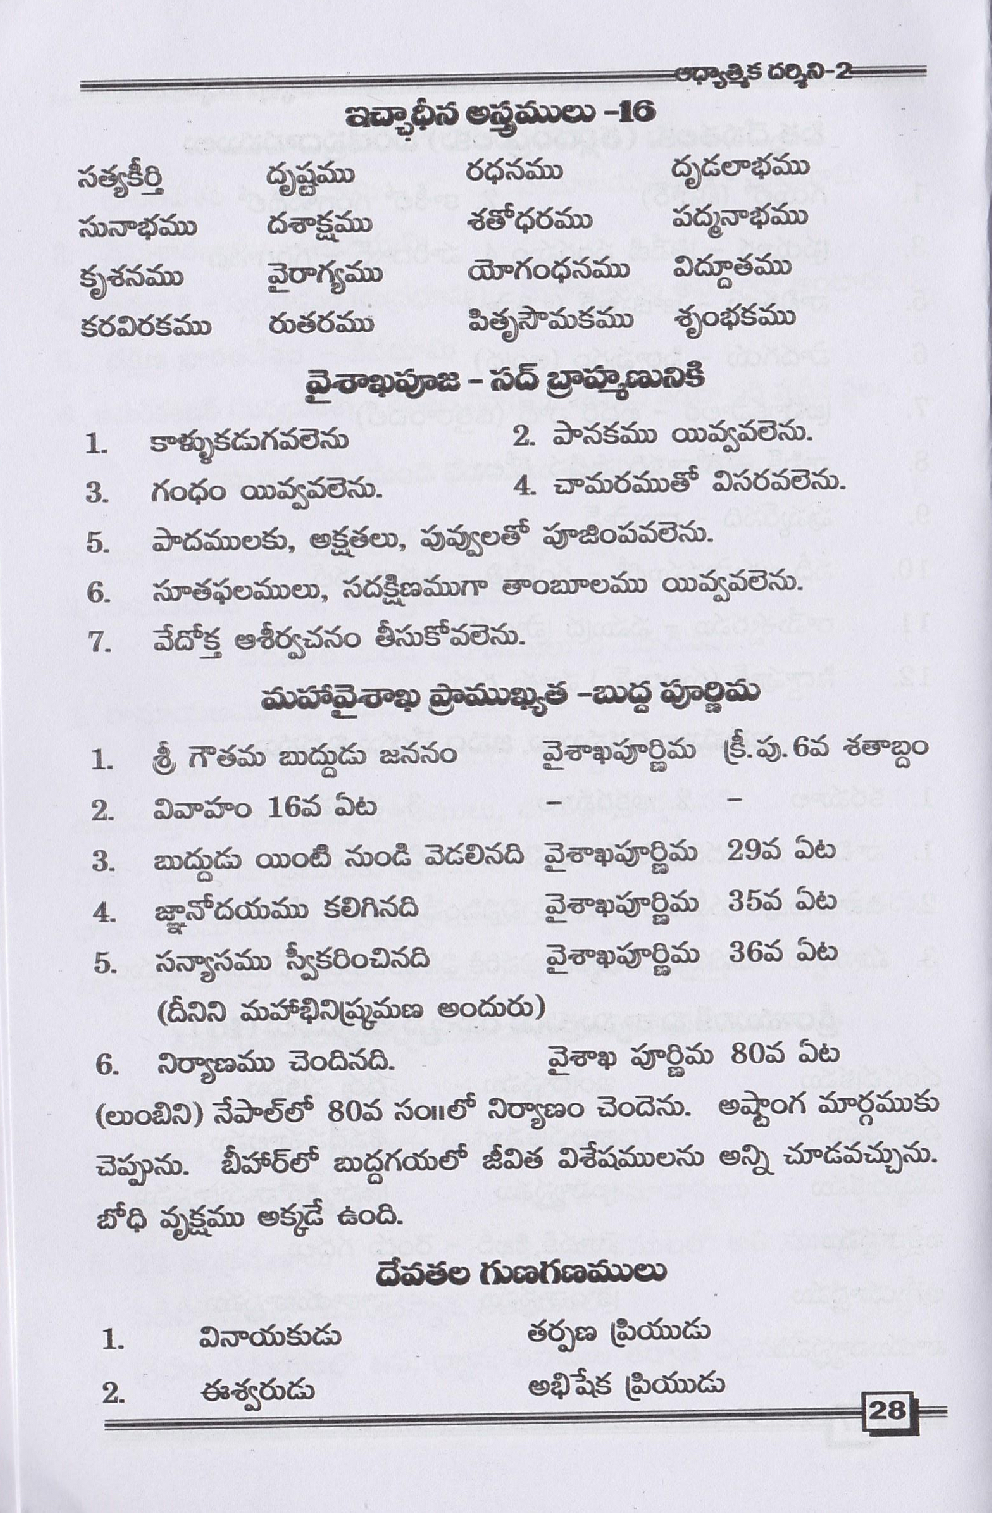 ఆధ్యాత్మిక దర్శిని-2
ఇచ్ఛాధీన అస్త్రములు -16
సత్యకీర్తి దృష్టము రధనము దృడలాభము
సునాభము దశాక్షము శతోధరము పద్మనాభము
కృశనము వైరాగ్యము యోగంధనము విద్దూతము
కరవిరకము రుతరము పితృసౌమకము శృంభకము
వైశాఖపూజ - సద్ బ్రాహ్మణునికి
1. కాళ్ళుకడుగవలెను 2. పానకము యివ్వవలెను.
3. గంధం యివ్వవలెను. 4. చామరముతో విసరవలెను.
5. పాదములకు, అక్షతలు, పువ్వులతో పూజింపవలెను.
6. సూతఫలములు, సదక్షిణముగా తాంబూలము యివ్వవలెను.
7. వేదోక్త ఆశీర్వచనం తీసుకోవలెను.
మహావైశాఖ ప్రాముఖ్యత -బుద్ద పూర్ణిమ
1. శ్రీ గౌతమ బుద్దుడు జననం వైశాఖపూర్ణిమ క్రీ.పు. 6వ శతాబ్దం
2. వివాహం 16వ ఏట - -
3. బుద్దుడు యింటి నుండి వెడలినది వైశాఖపూర్ణిమ 29వ ఏట
4. జ్ఞానోదయము కలిగినది వైశాఖపూర్ణిమ 35వ ఏట
5. సన్యాసము స్వీకరించినది వైశాఖపూర్ణిమ 36వ ఏట
(దీనిని మహాభినిష్క్రమణ అందురు)
6. నిర్యాణము చెందినది. వైశాఖ పూర్ణిమ 80వ ఏట
(లుంబిని) నేపాల్‌లో 80వ సం॥లో నిర్యాణం చెందెను. అష్టాంగ మార్గముకు
చెప్పును. బీహార్‌లో బుద్దగయలో జీవిత విశేషములను అన్ని చూడవచ్చును.
బోధి వృక్షము అక్కడే ఉంది.
దేవతల గుణగణములు
1. వినాయకుడు తర్పణ ప్రియుడు
2. ఈశ్వరుడు అభిషేక ప్రియుడు
28